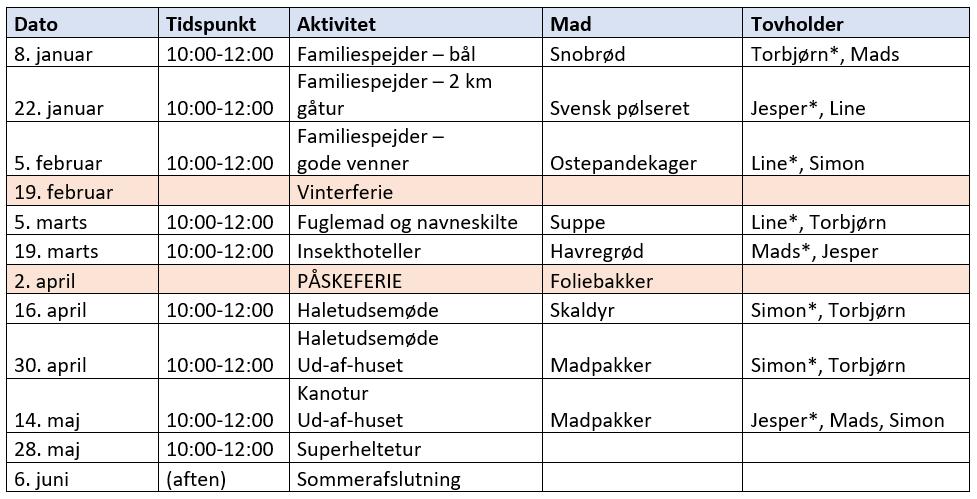 Dato Tidspunkt Aktivitet Mad Tovholder
8. januar 10:00-12:00 Familiespejder – bål Snobrød Torbjørn*, Mads
Familiespejder – 2 km
22. januar 10:00-12:00 gåtur Svensk pølseret Jesper*, Line
Familiespejder –
5. februar 10:00-12:00 gode venner Ostepandekager Line*, Simon
19. februar Vinterferie
5. marts 10:00-12:00 Fuglemad og navneskilte Suppe Line*, Torbjørn
19. marts 10:00-12:00 Insekthoteller Havregrød Mads*, Jesper
2. april PÅSKEFERIE Foliebakker
16. april 10:00-12:00 Haletudsemøde Skaldyr Simon*, Torbjørn
Haletudsemøde
30. april 10:00-12:00 Ud-af-huset Madpakker Simon*, Torbjørn
Kanotur
14. maj 10:00-12:00 Ud-af-huset Madpakker Jesper*, Mads, Simon
28. maj 10:00-12:00 Superheltetur
6. juni (aften) Sommerafslutning